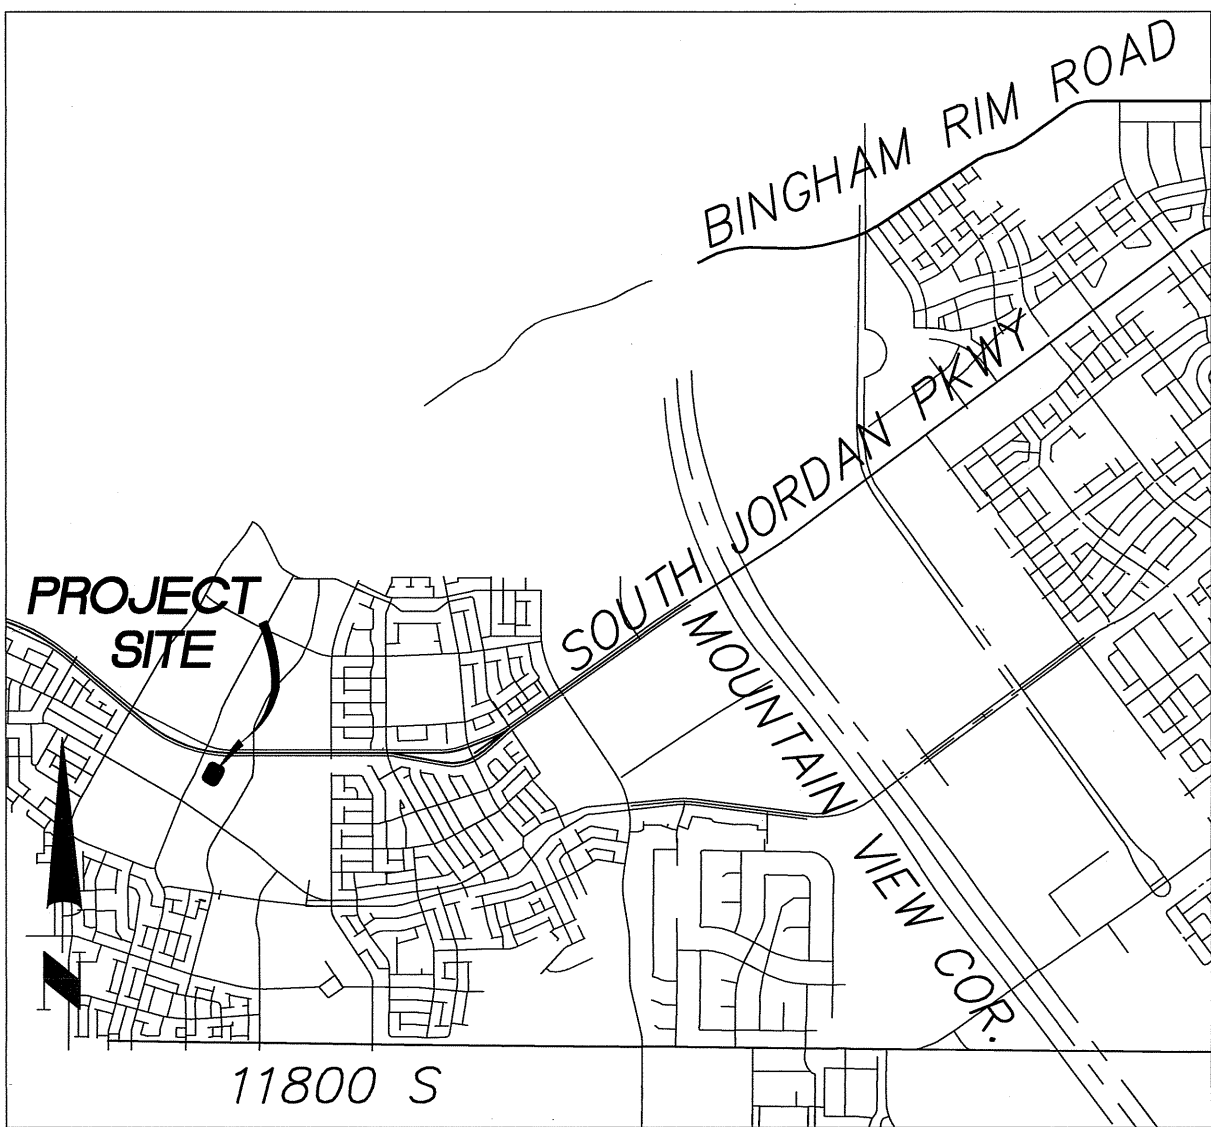 BINGHAM RIM ROAD
SOUTH JORDAN PKWY
PROJECT
SITE
MOUNTAIN VIEW COR.
N
11800 S